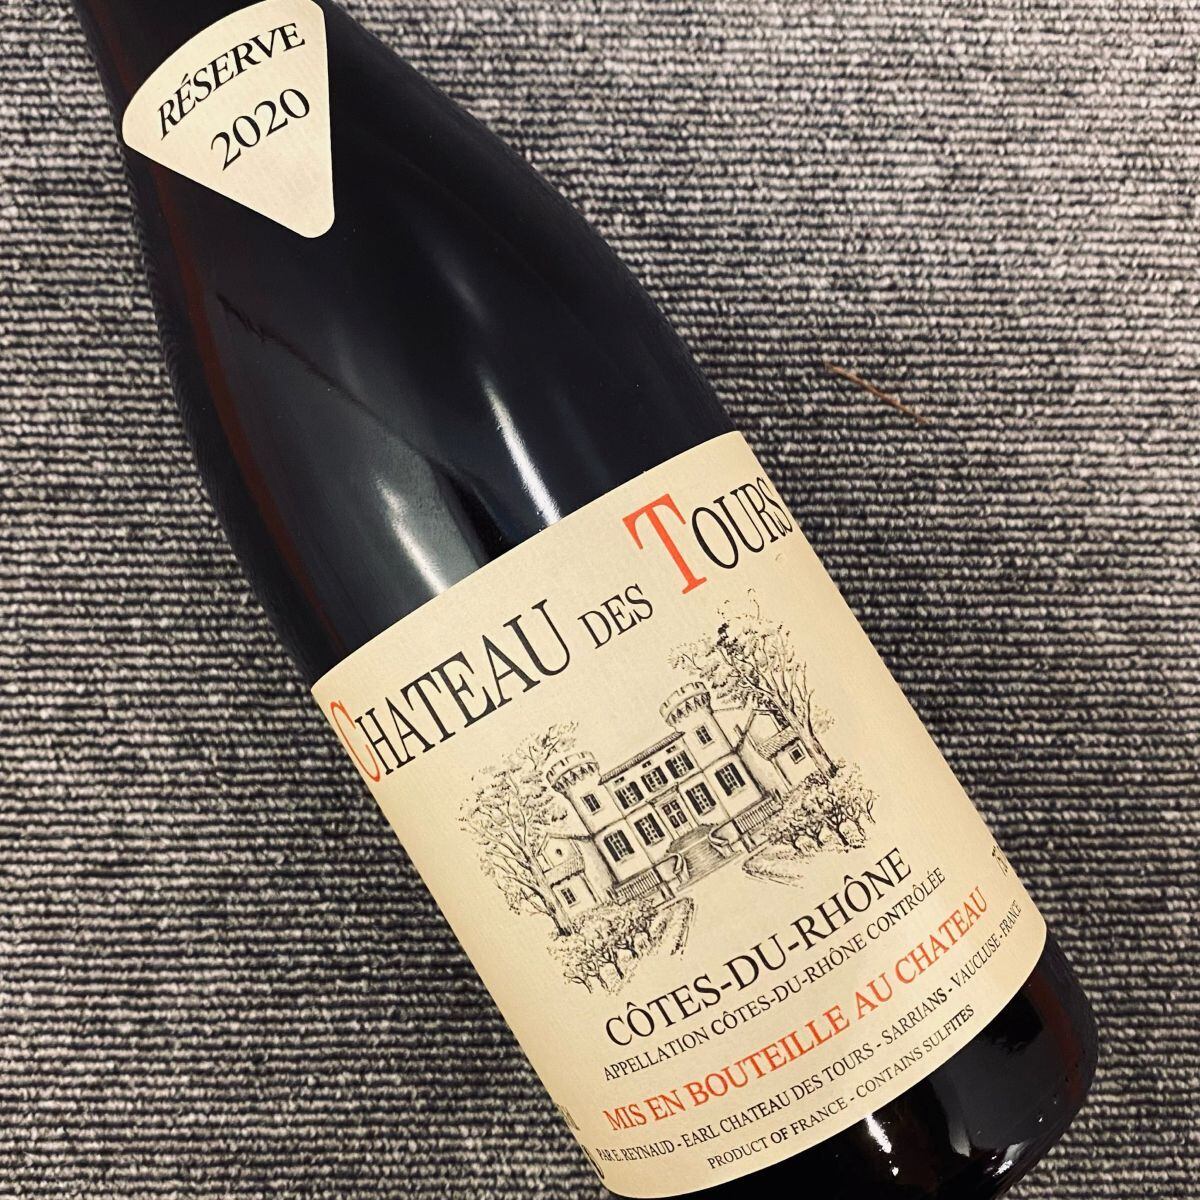 RÉSERVE
2020
CHATEAU DES TOURS
CÔTES-DU-RHÔNE
APPELLATION CÔTES-DU-RHÔNE CONTRÔLÉE
MIS EN BOUTEILLE AU CHATEAU
PAR E. REYNAUD - EARL CHATEAU DES TOURS - SARRIANS - VAUCLUSE - FRANCE
PRODUCT OF FRANCE - CONTAINS SULFITES